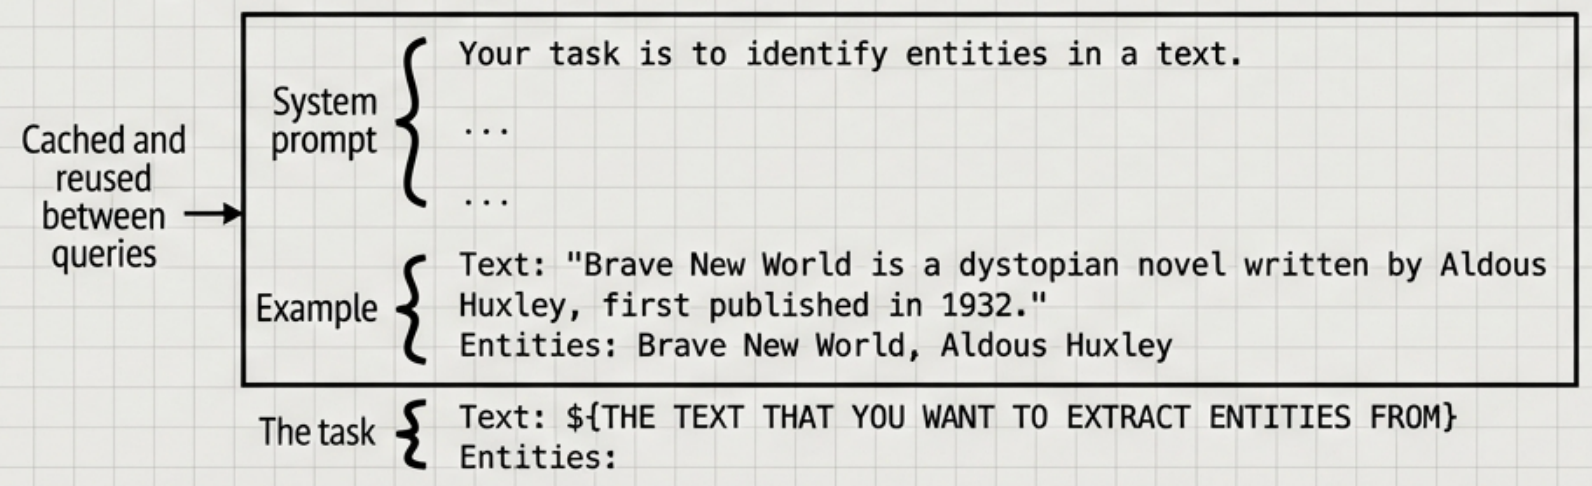 Cached and
reused
between
queries
System
prompt
Your task is to identify entities in a text.
...
...
Example
Text: "Brave New World is a dystopian novel written by Aldous
Huxley, first published in 1932."
Entities: Brave New World, Aldous Huxley
The task
Text: ${THE TEXT THAT YOU WANT TO EXTRACT ENTITIES FROM}
Entities: